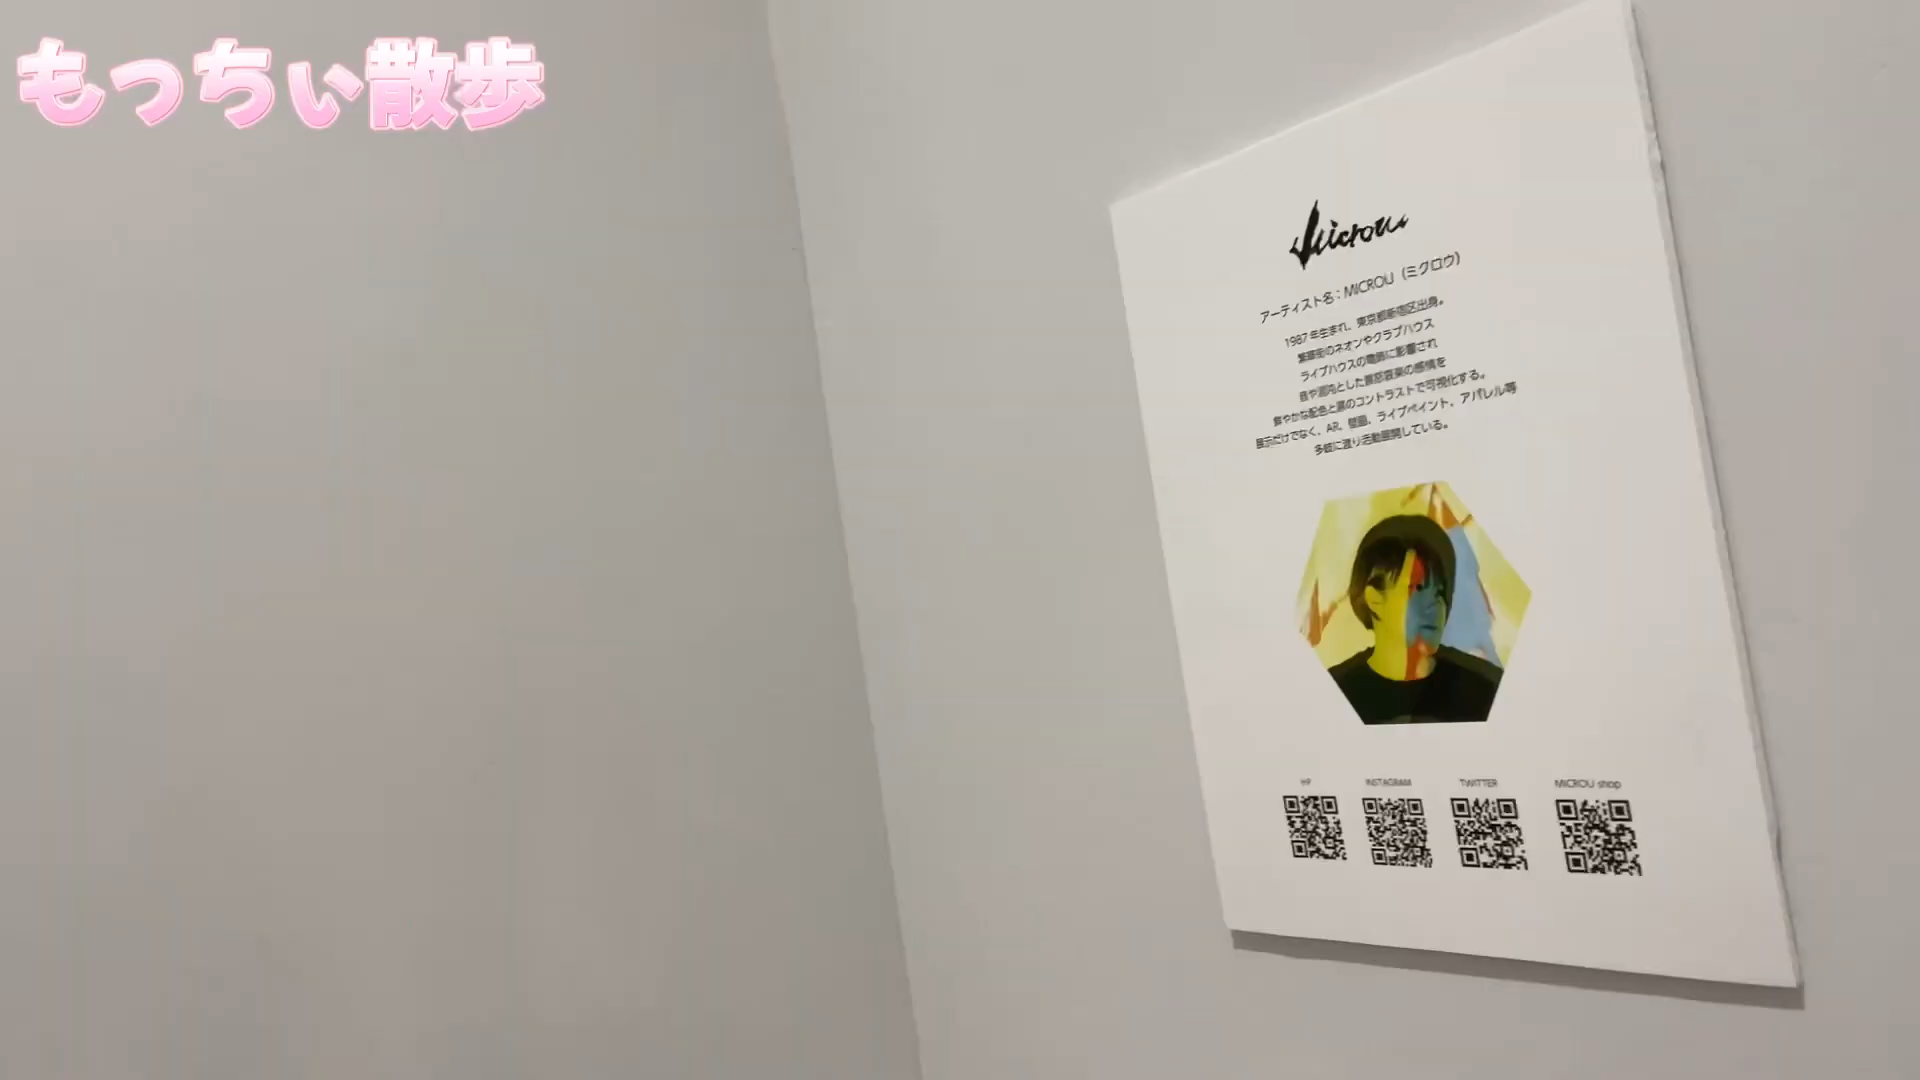 もっちぃ散歩
Microu
アーティスト名：MICROU（ミクロウ）
1987年生まれ、東京都新宿区出身。
繁華街のネオンやクラブハウス
ライブハウスの電飾に影響され
音や混沌とした喜怒哀楽の感情を
鮮やかな配色と黒のコントラストで可視化する。
展示だけでなく、AR、壁画、ライブペイント、アパレル等
多岐に渡り活動展開している。
HP
INSTAGRAM
TWITTER
MICROU shop